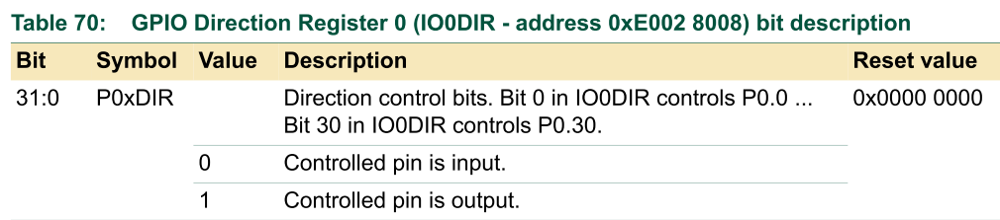 Table 70: GPIO Direction Register 0 (IO0DIR - address 0xE002 8008) bit description
Bit Symbol Value Description Reset value
31:0 P0xDIR Direction control bits. Bit 0 in IO0DIR controls P0.0 ... 0x0000 0000
Bit 30 in IO0DIR controls P0.30.
0 Controlled pin is input.
1 Controlled pin is output.